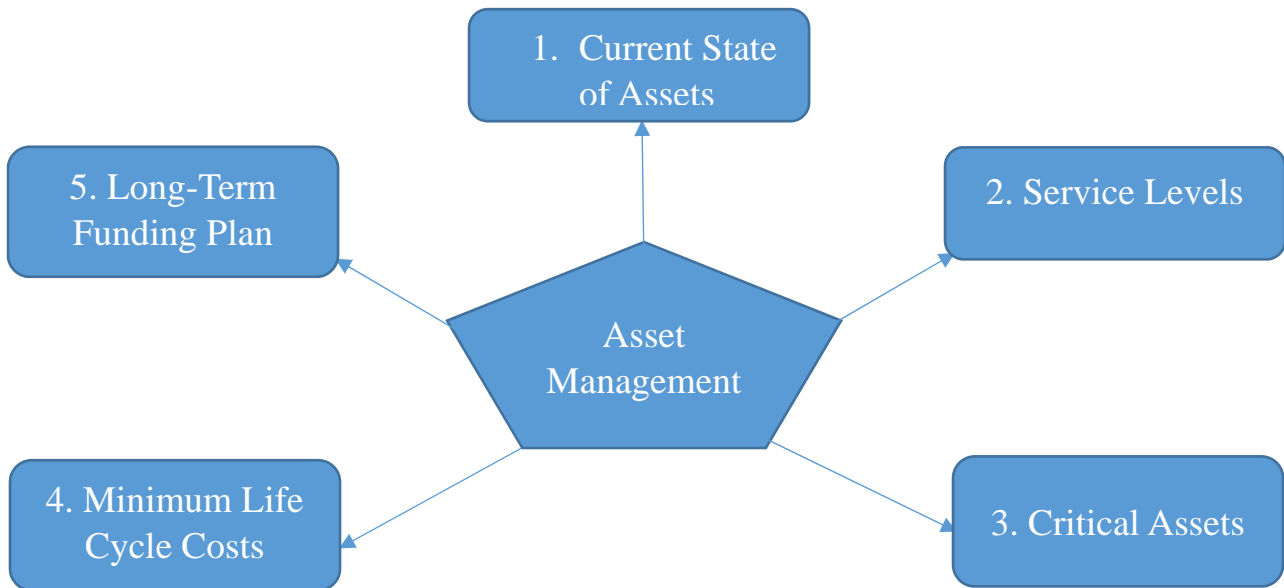 1. Current State
of Assets
5. Long-Term
Funding Plan
2. Service Levels
Asset
Management
4. Minimum Life
Cycle Costs
3. Critical Assets